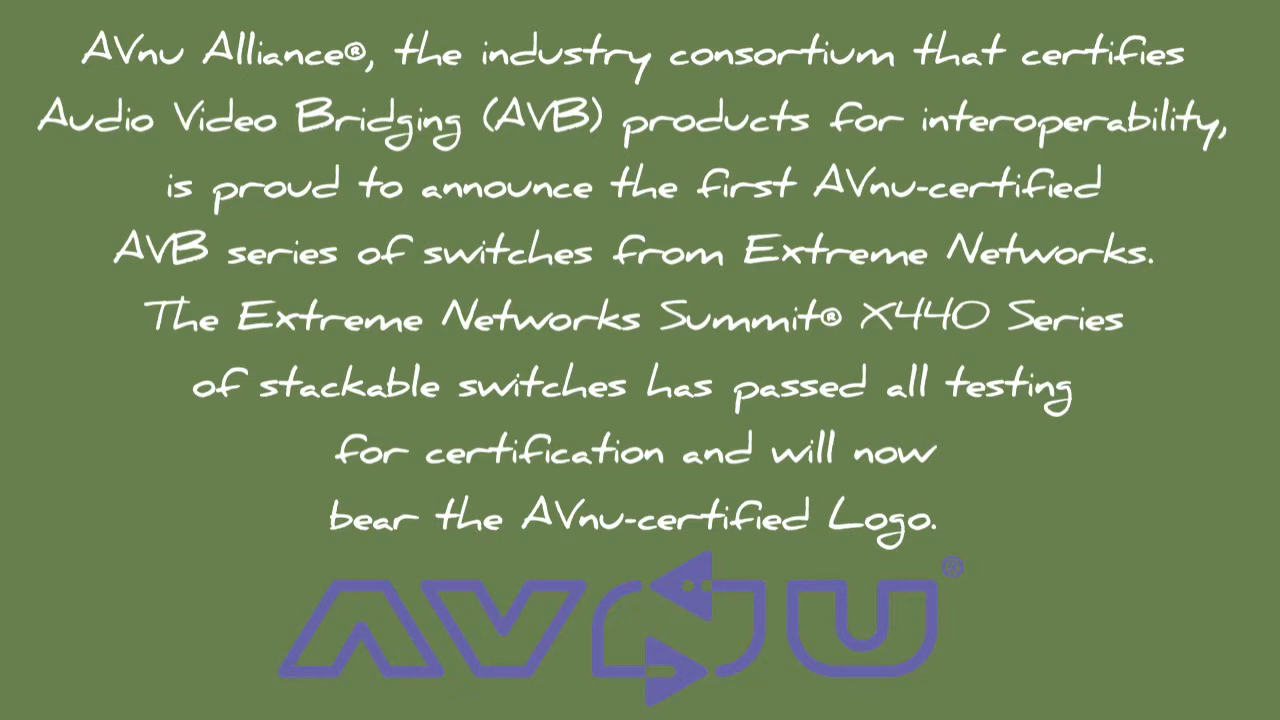 AVnu Alliance®, the industry consortium that certifies
Audio Video Bridging (AVB) products for interoperability,
is proud to announce the first AVnu-certified
AVB series of switches from Extreme Networks.
The Extreme Networks Summit® X440 Series
of stackable switches has passed all testing
for certification and will now
bear the AVnu-certified Logo.
AVNU®